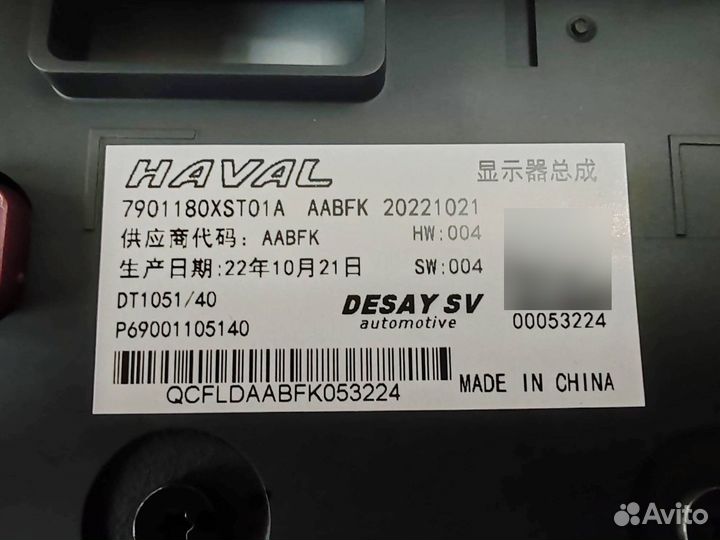 HAVAL
显示器总成
7901180XST01A AABFK 20221021
供应商代码: AABFK HW:004
生产日期:22年10月21日 SW:004
DT1051/40
DESAY SV
automotive
00053224
P69001105140
QCFLDAABFK053224
MADE IN CHINA
Avito